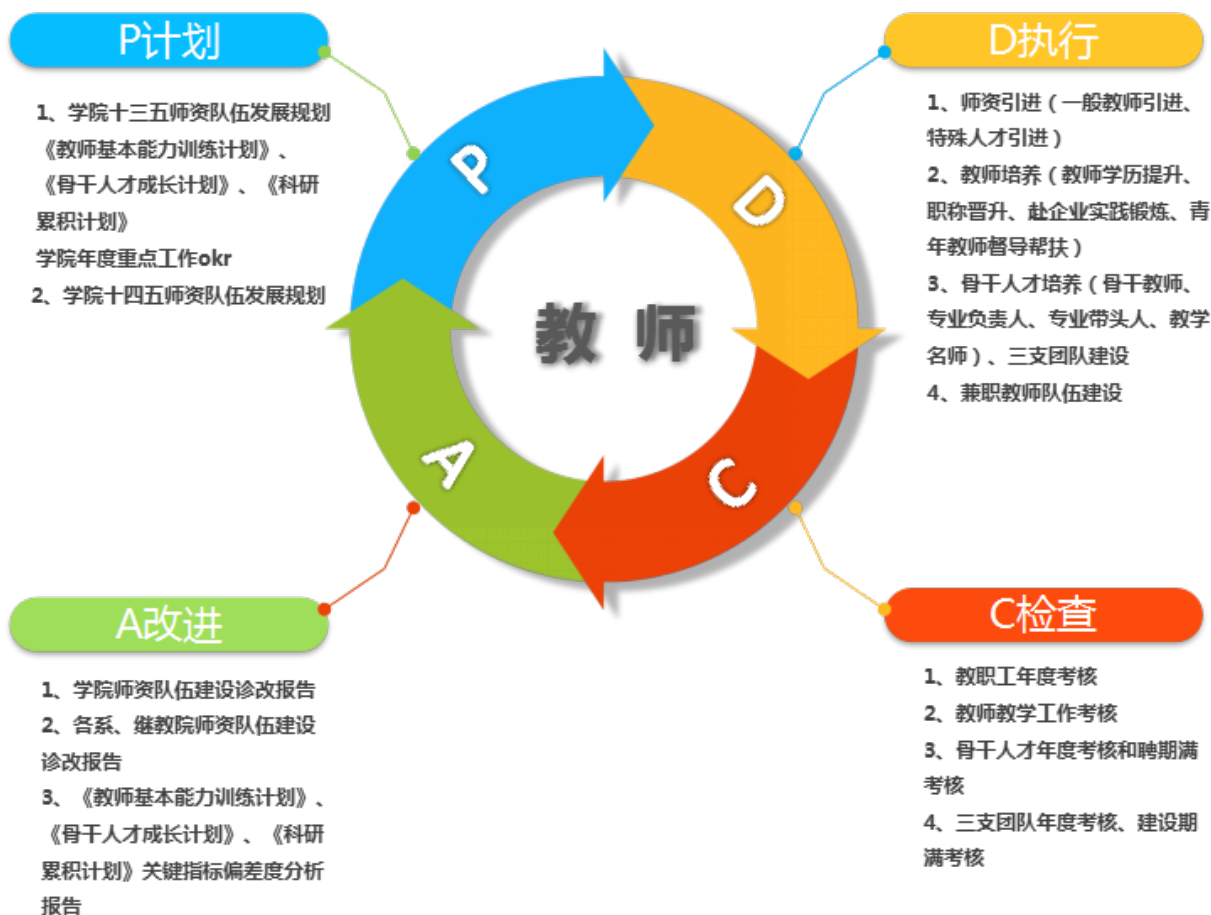 P计划
1、学院十三五师资队伍发展规划
《教师基本能力训练计划》、
《骨干人才成长计划》、《科研
累积计划》
学院年度重点工作okr
2、学院十四五师资队伍发展规划
D执行
1、师资引进（一般教师引进、
特殊人才引进）
2、教师培养（教师学历提升、
职称晋升、赴企业实践锻炼、青
年教师督导帮扶）
3、骨干人才培养（骨干教师、
专业负责人、专业带头人、教学
名师）、三支团队建设
4、兼职教师队伍建设
P
D
教 师
A
C
A改进
1、学院师资队伍建设诊改报告
2、各系、继教院师资队伍建设
诊改报告
3、《教师基本能力训练计划》、
《骨干人才成长计划》、《科研
累积计划》关键指标偏差度分析
报告
C检查
1、教职工年度考核
2、教师教学工作考核
3、骨干人才年度考核和聘期满
考核
4、三支团队年度考核、建设期
满考核